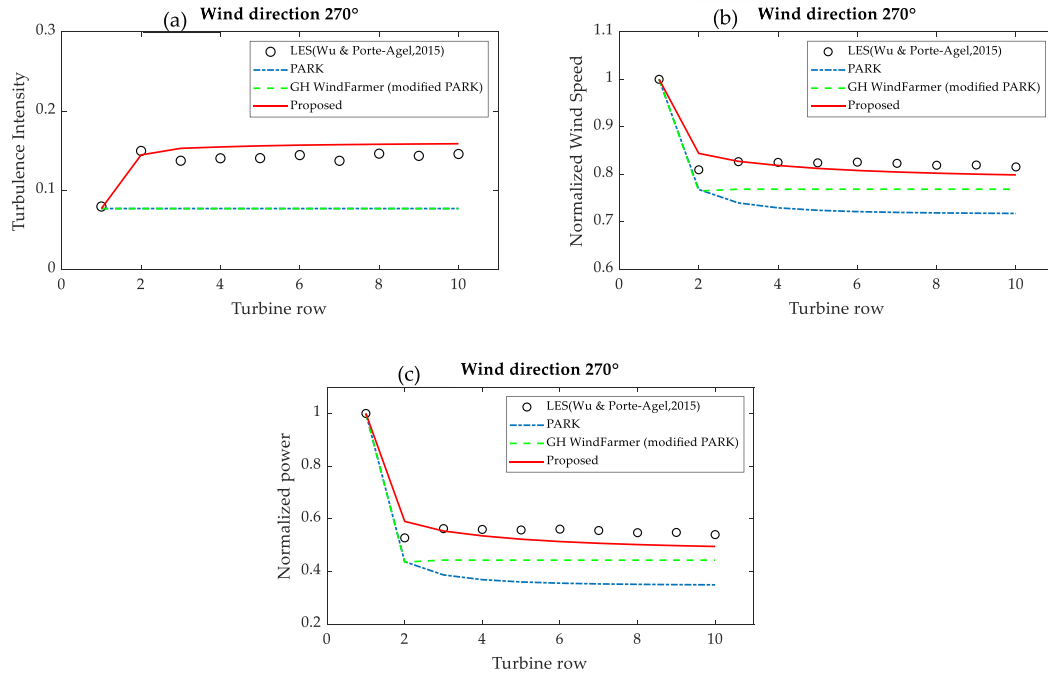 (a)
Wind direction 270°
0.3
0.2
0.1
0
Turbulence Intensity
LES(Wu & Porte-Agel,2015)
PARK
GH WindFarmer (modified PARK)
Proposed
0 2 4 6 8 10
Turbine row
(b)
Wind direction 270°
1.1
1
0.9
0.8
0.7
0.6
Normalized Wind Speed
LES(Wu & Porte-Agel,2015)
PARK
GH WindFarmer (modified PARK)
Proposed
0 2 4 6 8 10
Turbine row
(c)
Wind direction 270°
1
0.8
0.6
0.4
0.2
Normalized power
LES(Wu & Porte-Agel,2015)
PARK
GH WindFarmer (modified PARK)
Proposed
0 2 4 6 8 10
Turbine row